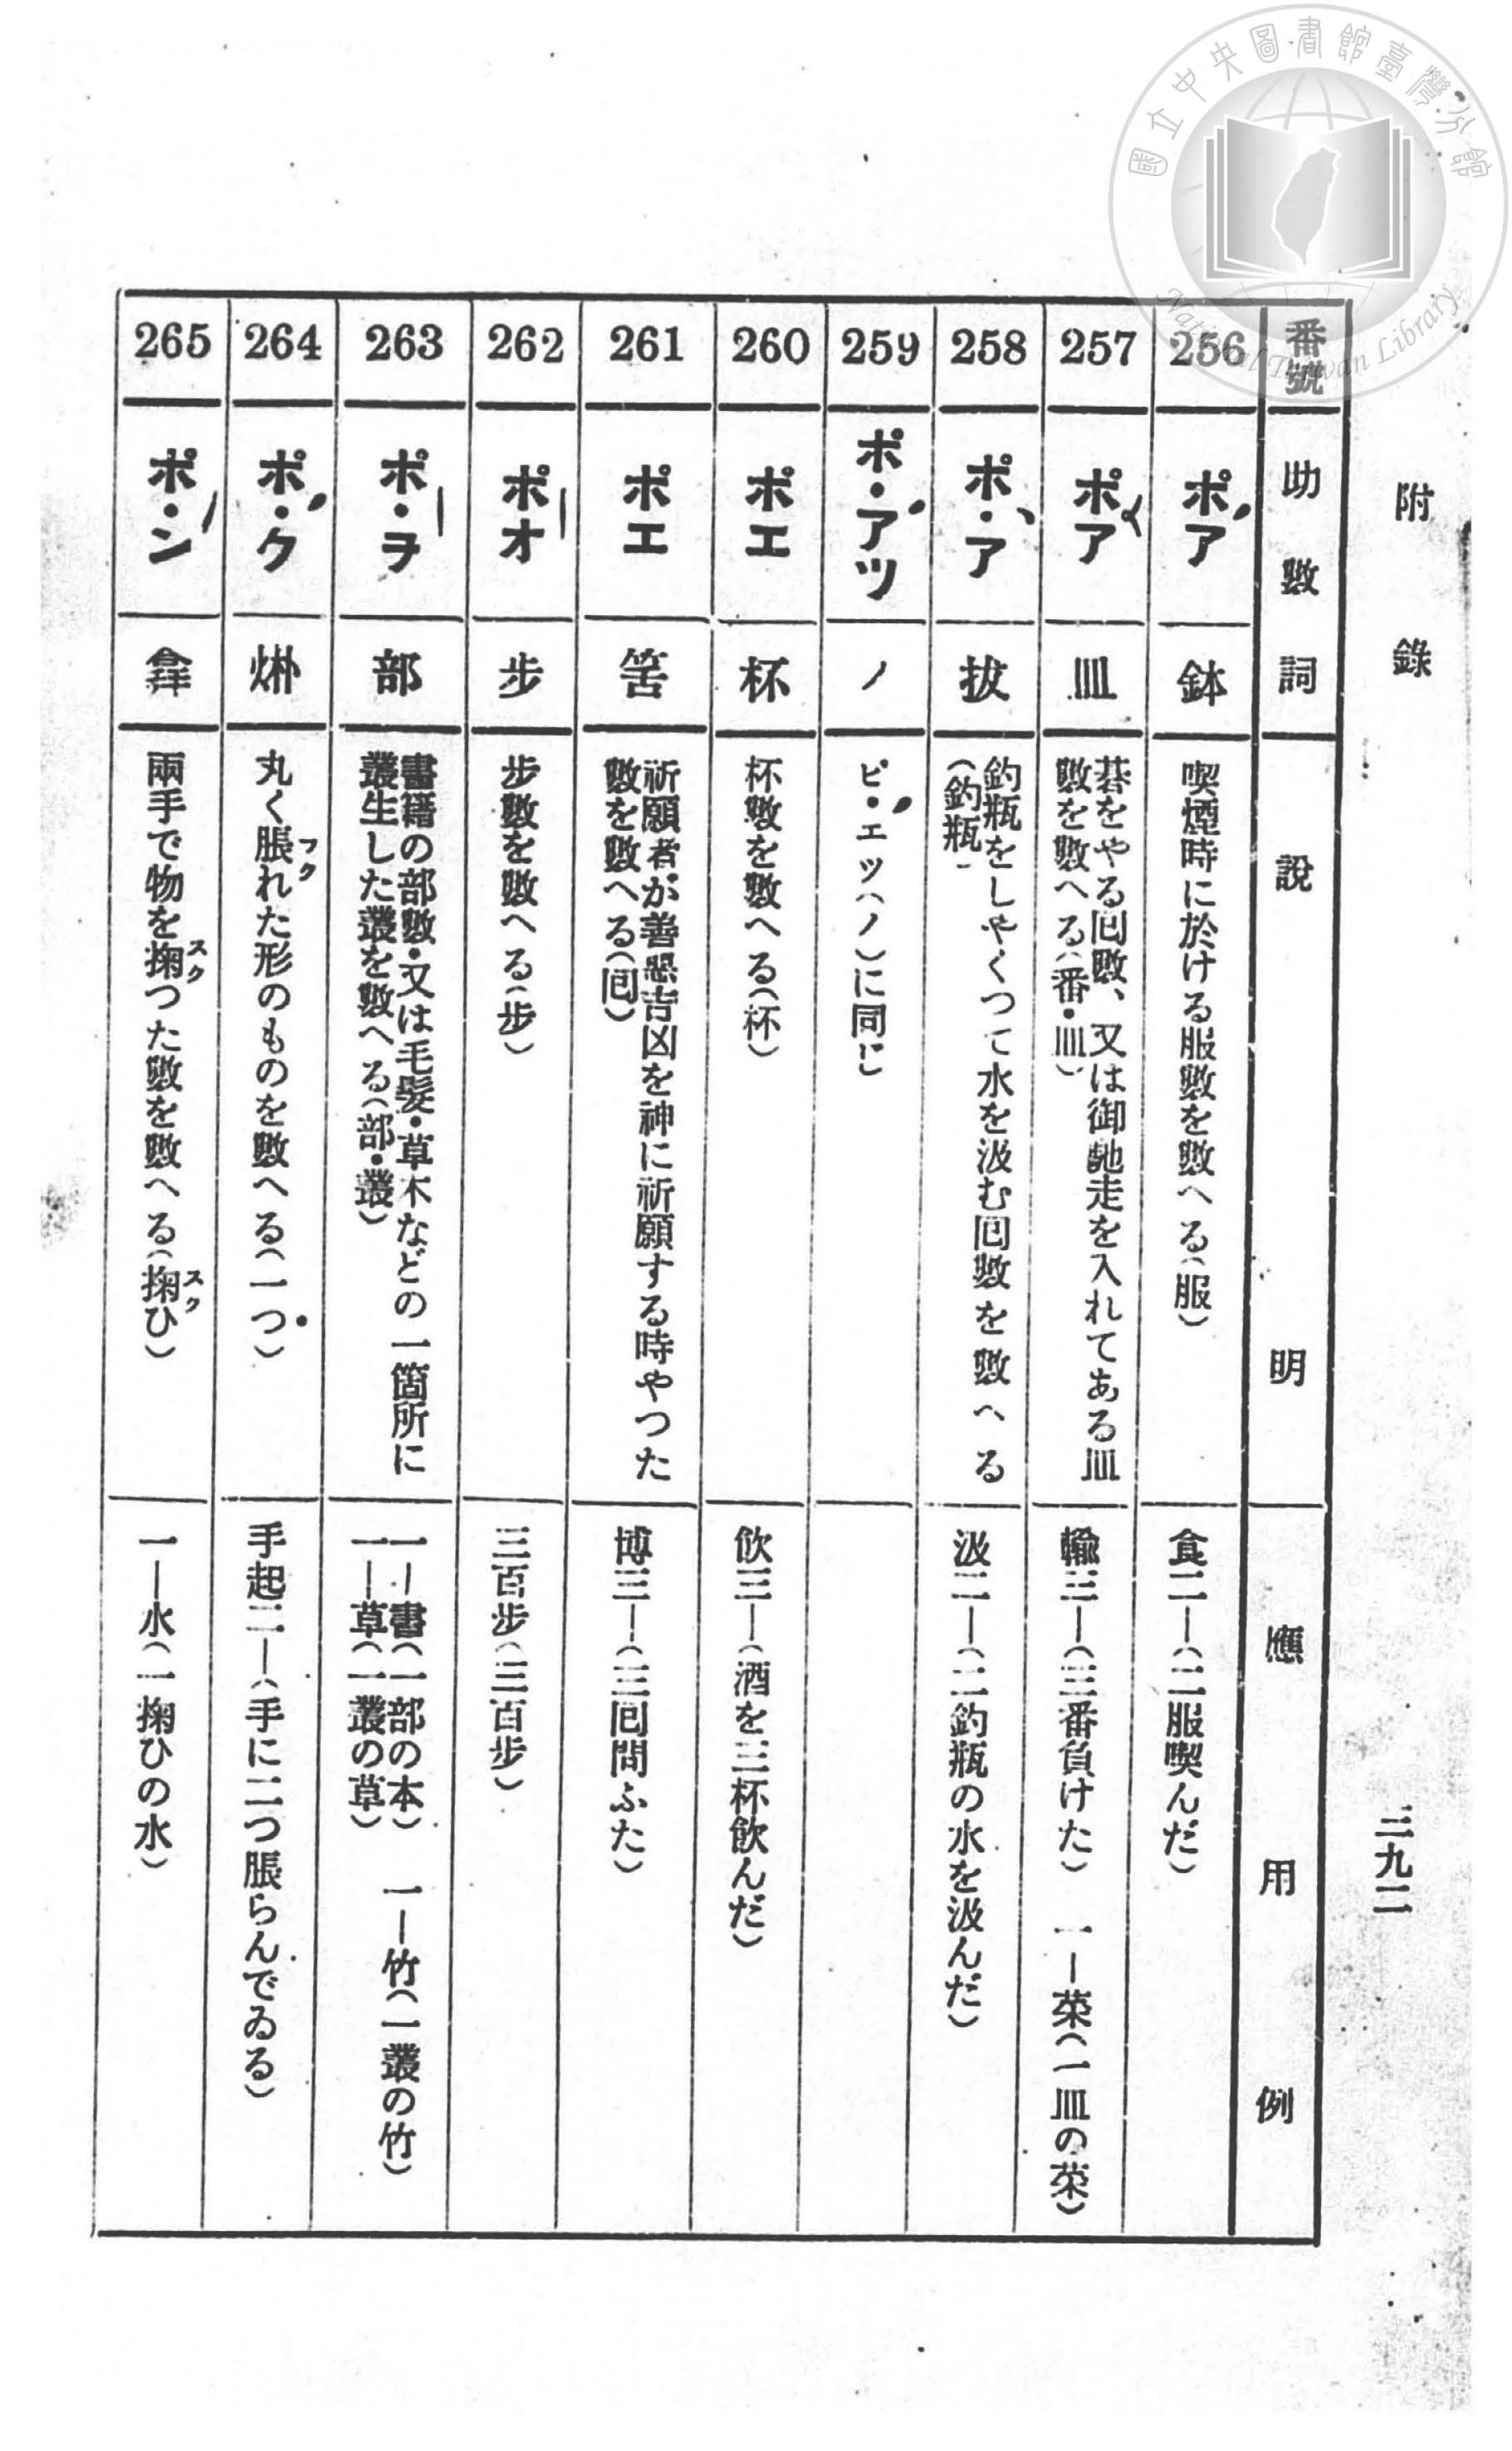 國立中央圖書館臺灣分館
National Taiwan Library
附錄
三九二
番號
助數詞
說明
應用例
256
ポア
鉢
喫煙時に於ける服數を數へる(服)
食二—(二服喫んだ)
257
ポア
皿
碁をやる囘數、又は御馳走を入れてある皿
數を數へる(番・皿)
輸三—(三番負けた) 一—菜(一皿の菜)
258
ポ・ア
拔
釣瓶をしやくつて水を汲む囘數を數へる
(釣瓶)
汲二—(二釣瓶の水を汲んだ)
259
ポ・アツ
ノ
ピ・エツ(ノ)に同じ
260
ポエ
杯
杯數を數へる(杯)
飮三—(酒を三杯飮んだ)
261
ポエ
筶
祈願者が善惡吉凶を神に祈願する時やつた
數を數へる(囘)
博三—(三囘問ふた)
262
ポオ
步
步數を數へる(步)
三百步(三百步)
263
ポ・ヲ
部
書籍の部數・又は毛髮・草木などの一箇所に
叢生した叢を數へる(部・叢)
一—書(一部の本) 一—竹(一叢の竹)
一—草(一叢の草)
264
ポ・ク
丸く脹れた形のものを數へる(一つ)
フク
手起二—(手に二つ脹らんでゐる)
265
ポ・ン
兩手で物を掬つた數を數へる(掬ひ)
スク
スク
一—水(一掬ひの水)